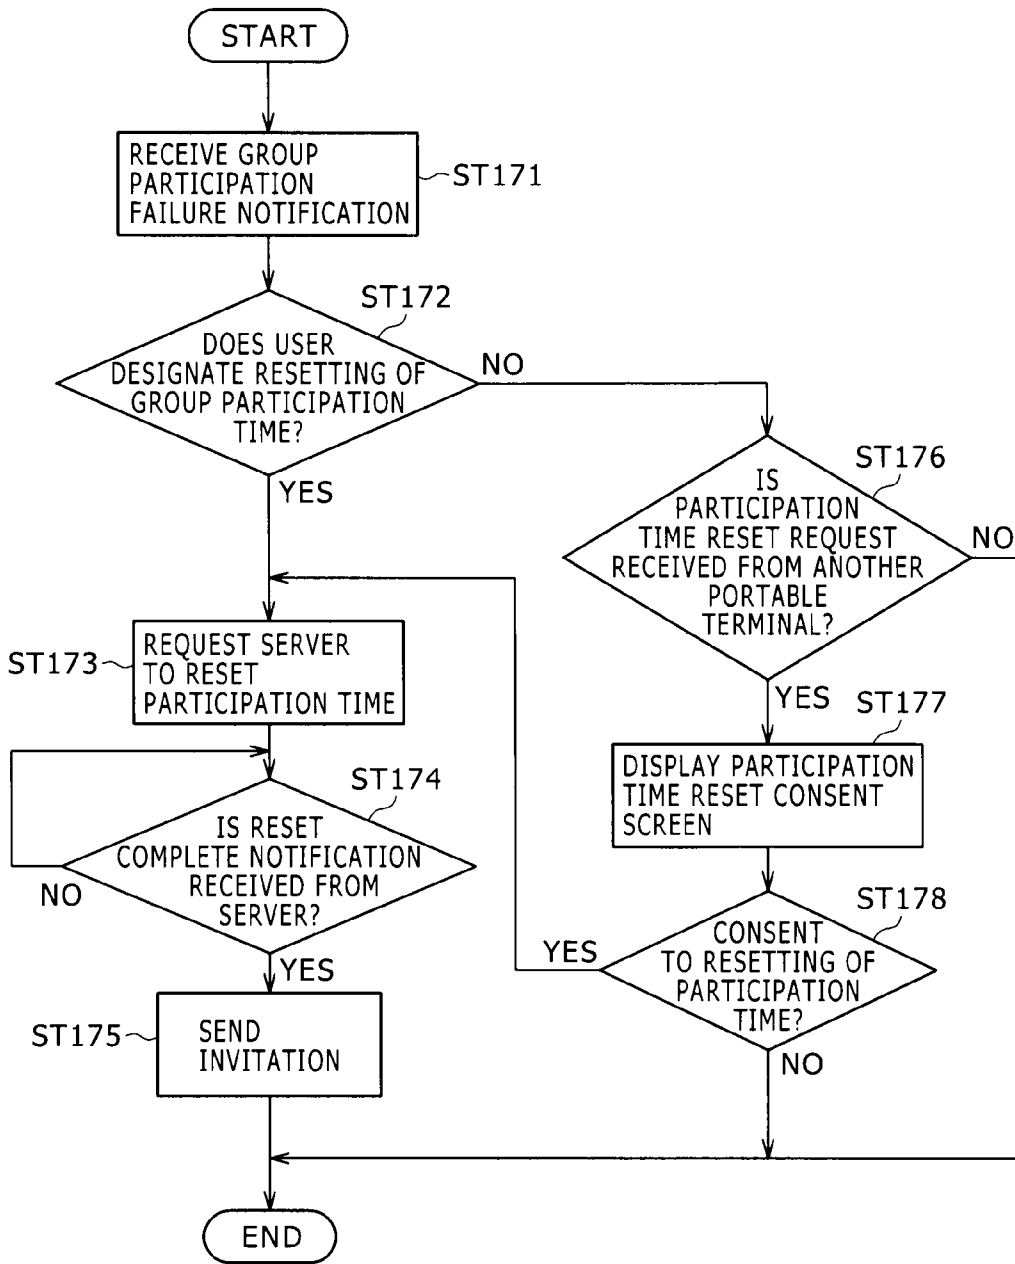 START
RECEIVE GROUP
PARTICIPATION
FAILURE NOTIFICATION
ST171
ST172
DOES USER
DESIGNATE RESETTING OF
GROUP PARTICIPATION
TIME?
NO
YES
ST176
IS
PARTICIPATION
TIME RESET REQUEST
RECEIVED FROM ANOTHER
PORTABLE
TERMINAL?
NO
YES
ST173
REQUEST SERVER
TO RESET
PARTICIPATION TIME
ST177
DISPLAY PARTICIPATION
TIME RESET CONSENT
SCREEN
ST174
IS RESET
COMPLETE NOTIFICATION
RECEIVED FROM
SERVER?
NO
YES
ST178
CONSENT
TO RESETTING OF
PARTICIPATION
TIME?
YES
NO
ST175
SEND
INVITATION
END